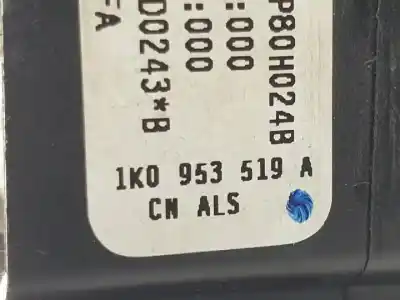 P80H024B
:000
:000
D0243*B
FA
1K0 953 519 A
CN ALS